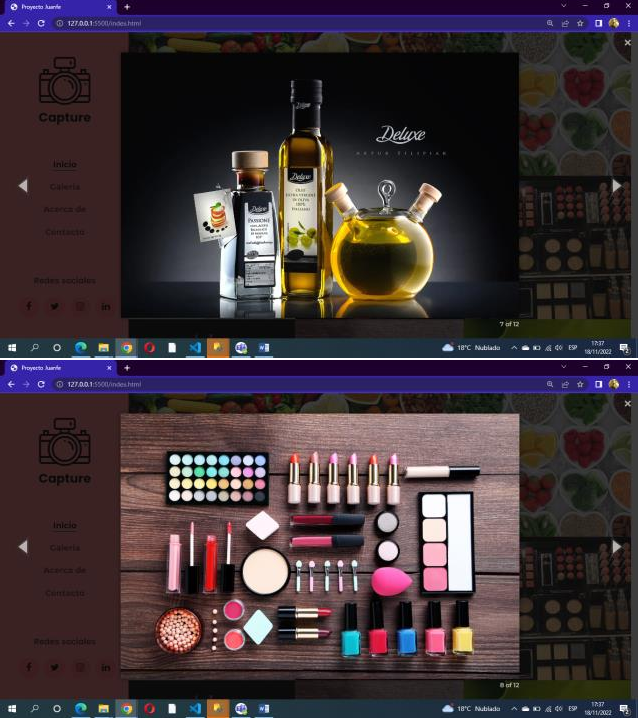 Proyecto Juanfe
127.0.0.1:5500/index.html
Capture
Inicio
Galeria
Acerca de
Contacto
Redes sociales
Deluxe
Deluxe
PASSIONE
Deluxe
7 of 12
18°C Nublado
ESP
17:37
18/11/2022
Proyecto Juanfe
127.0.0.1:5500/index.html
Capture
Inicio
Galeria
Acerca de
Contacto
Redes sociales
8 of 12
18°C Nublado
ESP
17:37
18/11/2022